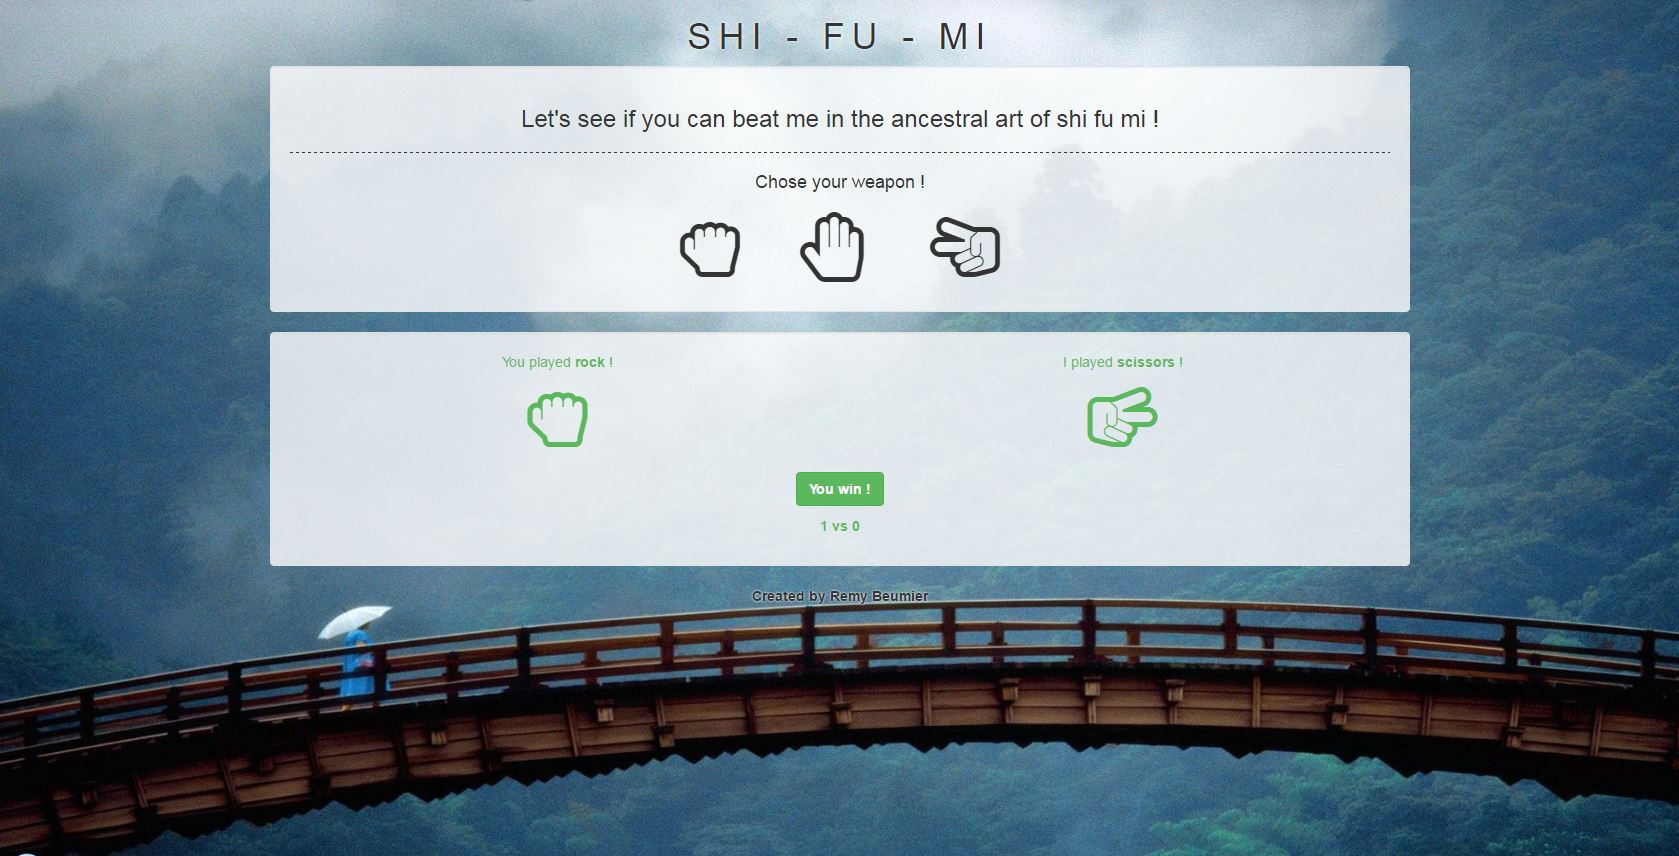 SHI - FU - MI
Let's see if you can beat me in the ancestral art of shi fu mi !
Chose your weapon !
You played rock !
I played scissors !
You win !
1 vs 0
Created by Remy Beumier